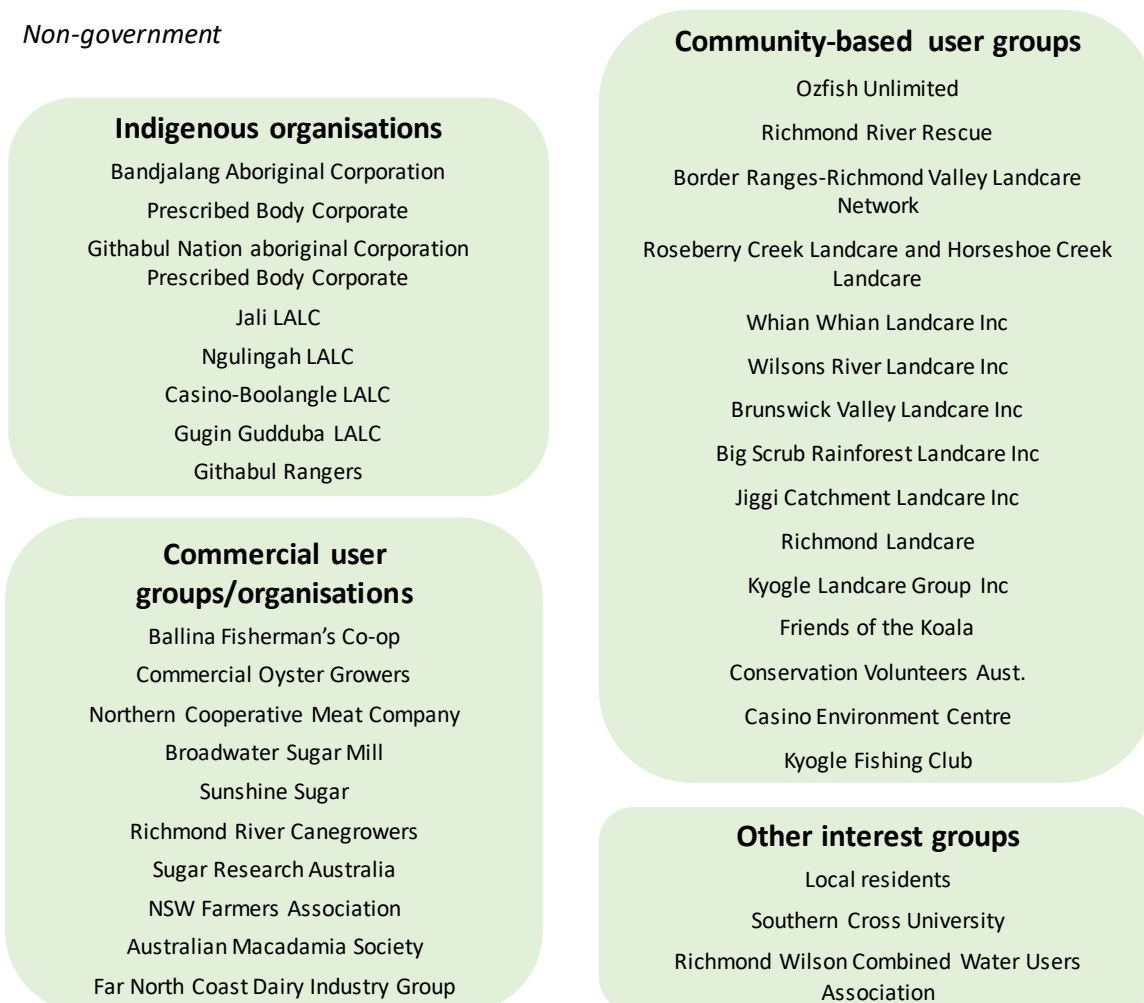 Non-government
Indigenous organisations
Bandjalang Aboriginal Corporation
Prescribed Body Corporate
Githabul Nation aboriginal Corporation
Prescribed Body Corporate
Jali LALC
Ngulingah LALC
Casino-Boolangle LALC
Gugin Gudduba LALC
Githabul Rangers
Commercial user
groups/organisations
Ballina Fisherman’s Co-op
Commercial Oyster Growers
Northern Cooperative Meat Company
Broadwater Sugar Mill
Sunshine Sugar
Richmond River Canegrowers
Sugar Research Australia
NSW Farmers Association
Australian Macadamia Society
Far North Coast Dairy Industry Group
Community-based user groups
Ozfish Unlimited
Richmond River Rescue
Border Ranges-Richmond Valley Landcare
Network
Roseberry Creek Landcare and Horseshoe Creek
Landcare
Whian Whian Landcare Inc
Wilsons River Landcare Inc
Brunswick Valley Landcare Inc
Big Scrub Rainforest Landcare Inc
Jiggi Catchment Landcare Inc
Richmond Landcare
Kyogle Landcare Group Inc
Friends of the Koala
Conservation Volunteers Aust.
Casino Environment Centre
Kyogle Fishing Club
Other interest groups
Local residents
Southern Cross University
Richmond Wilson Combined Water Users
Association